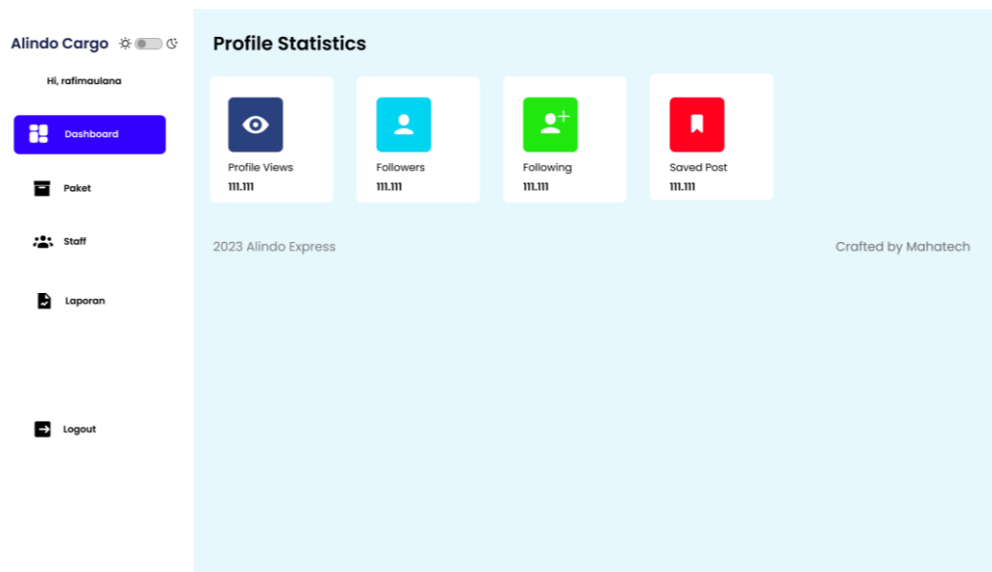 Alindo Cargo
Hi, rafimaulana
Dashboard
Paket
Staff
Laporan
Logout
Profile Statistics
Profile Views
111.111
Followers
111.111
Following
111.111
Saved Post
111.111
2023 Alindo Express
Crafted by Mahatech